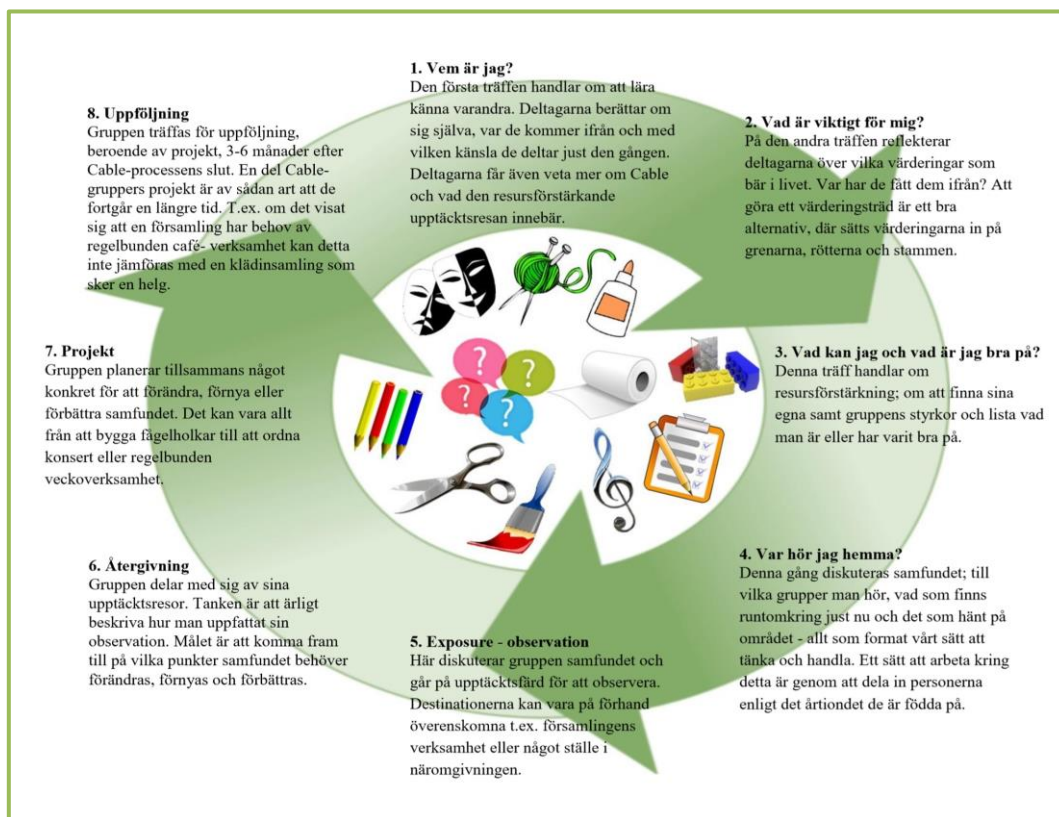 1. Vem är jag?
Den första träffen handlar om att lära
känna varandra. Deltagarna berättar om
sig själva, var de kommer ifrån och med
vilken känsla de deltar just den gången.
Deltagarna får även veta mer om Cable
och vad den resursförstärkande
upptäcktsresan innebär.
2. Vad är viktigt för mig?
På den andra träffen reflekterar
deltagarna över vilka värderingar som
bär i livet. Var har de fått dem ifrån? Att
göra ett värderingsträd är ett bra
alternativ, där sätts värderingarna in på
grenarna, rötterna och stammen.
3. Vad kan jag och vad är jag bra på?
Denna träff handlar om
resursförstärkning; om att finna sina
egna samt gruppens styrkor och lista vad
man är eller har varit bra på.
4. Var hör jag hemma?
Denna gång diskuteras samfundet; till
vilka grupper man hör, vad som finns
runtomkring just nu och det som hänt på
området - allt som format vårt sätt att
tänka och handla. Ett sätt att arbeta kring
detta är genom att dela in personerna
enligt det årtiondet de är födda på.
5. Exposure - observation
Här diskuterar gruppen samfundet och
går på upptäcktsfärd för att observera.
Destinationerna kan vara på förhand
överenskomna t.ex. församlingens
verksamhet eller något ställe i
näromgivningen.
6. Återgivning
Gruppen delar med sig av sina
upptäcktsresor. Tanken är att ärligt
beskriva hur man uppfattat sin
observation. Målet är att komma fram
till på vilka punkter samfundet behöver
förändras, förnyas och förbättras.
7. Projekt
Gruppen planerar tillsammans något
konkret för att förändra, förnya eller
förbättra samfundet. Det kan vara allt
från att bygga fågelholkar till att ordna
konsert eller regelbunden
veckoverksamhet.
8. Uppföljning
Gruppen träffas för uppföljning,
beroende av projekt, 3-6 månader efter
Cable-processens slut. En del Cable-
gruppers projekt är av sådan art att de
fortgår en längre tid. T.ex. om det visat
sig att en församling har behov av
regelbunden café- verksamhet kan detta
inte jämföras med en klädinsamling som
sker en helg.
? ?
? ?